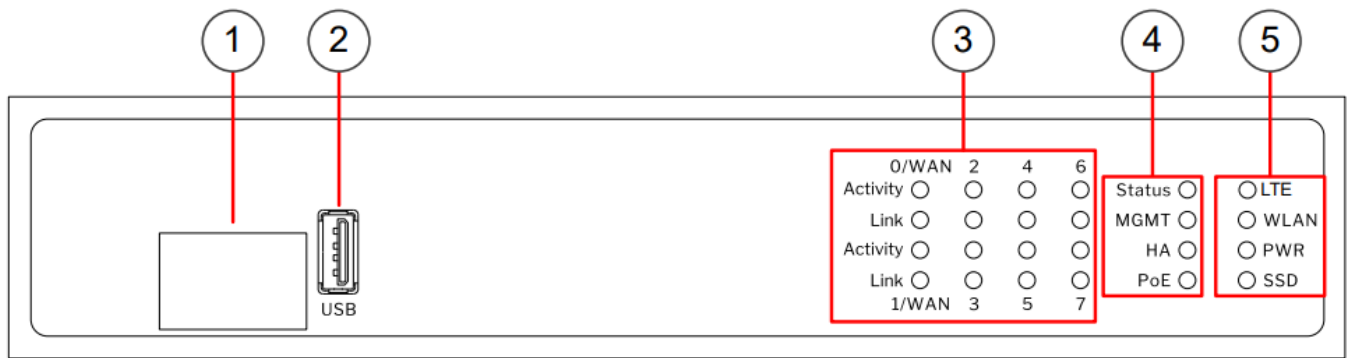 1 2 3 4 5
0/WAN 2 4 6
Activity
Link
Activity
Link
1/WAN 3 5 7
Status
MGMT
HA
PoE
LTE
WLAN
PWR
SSD
USB